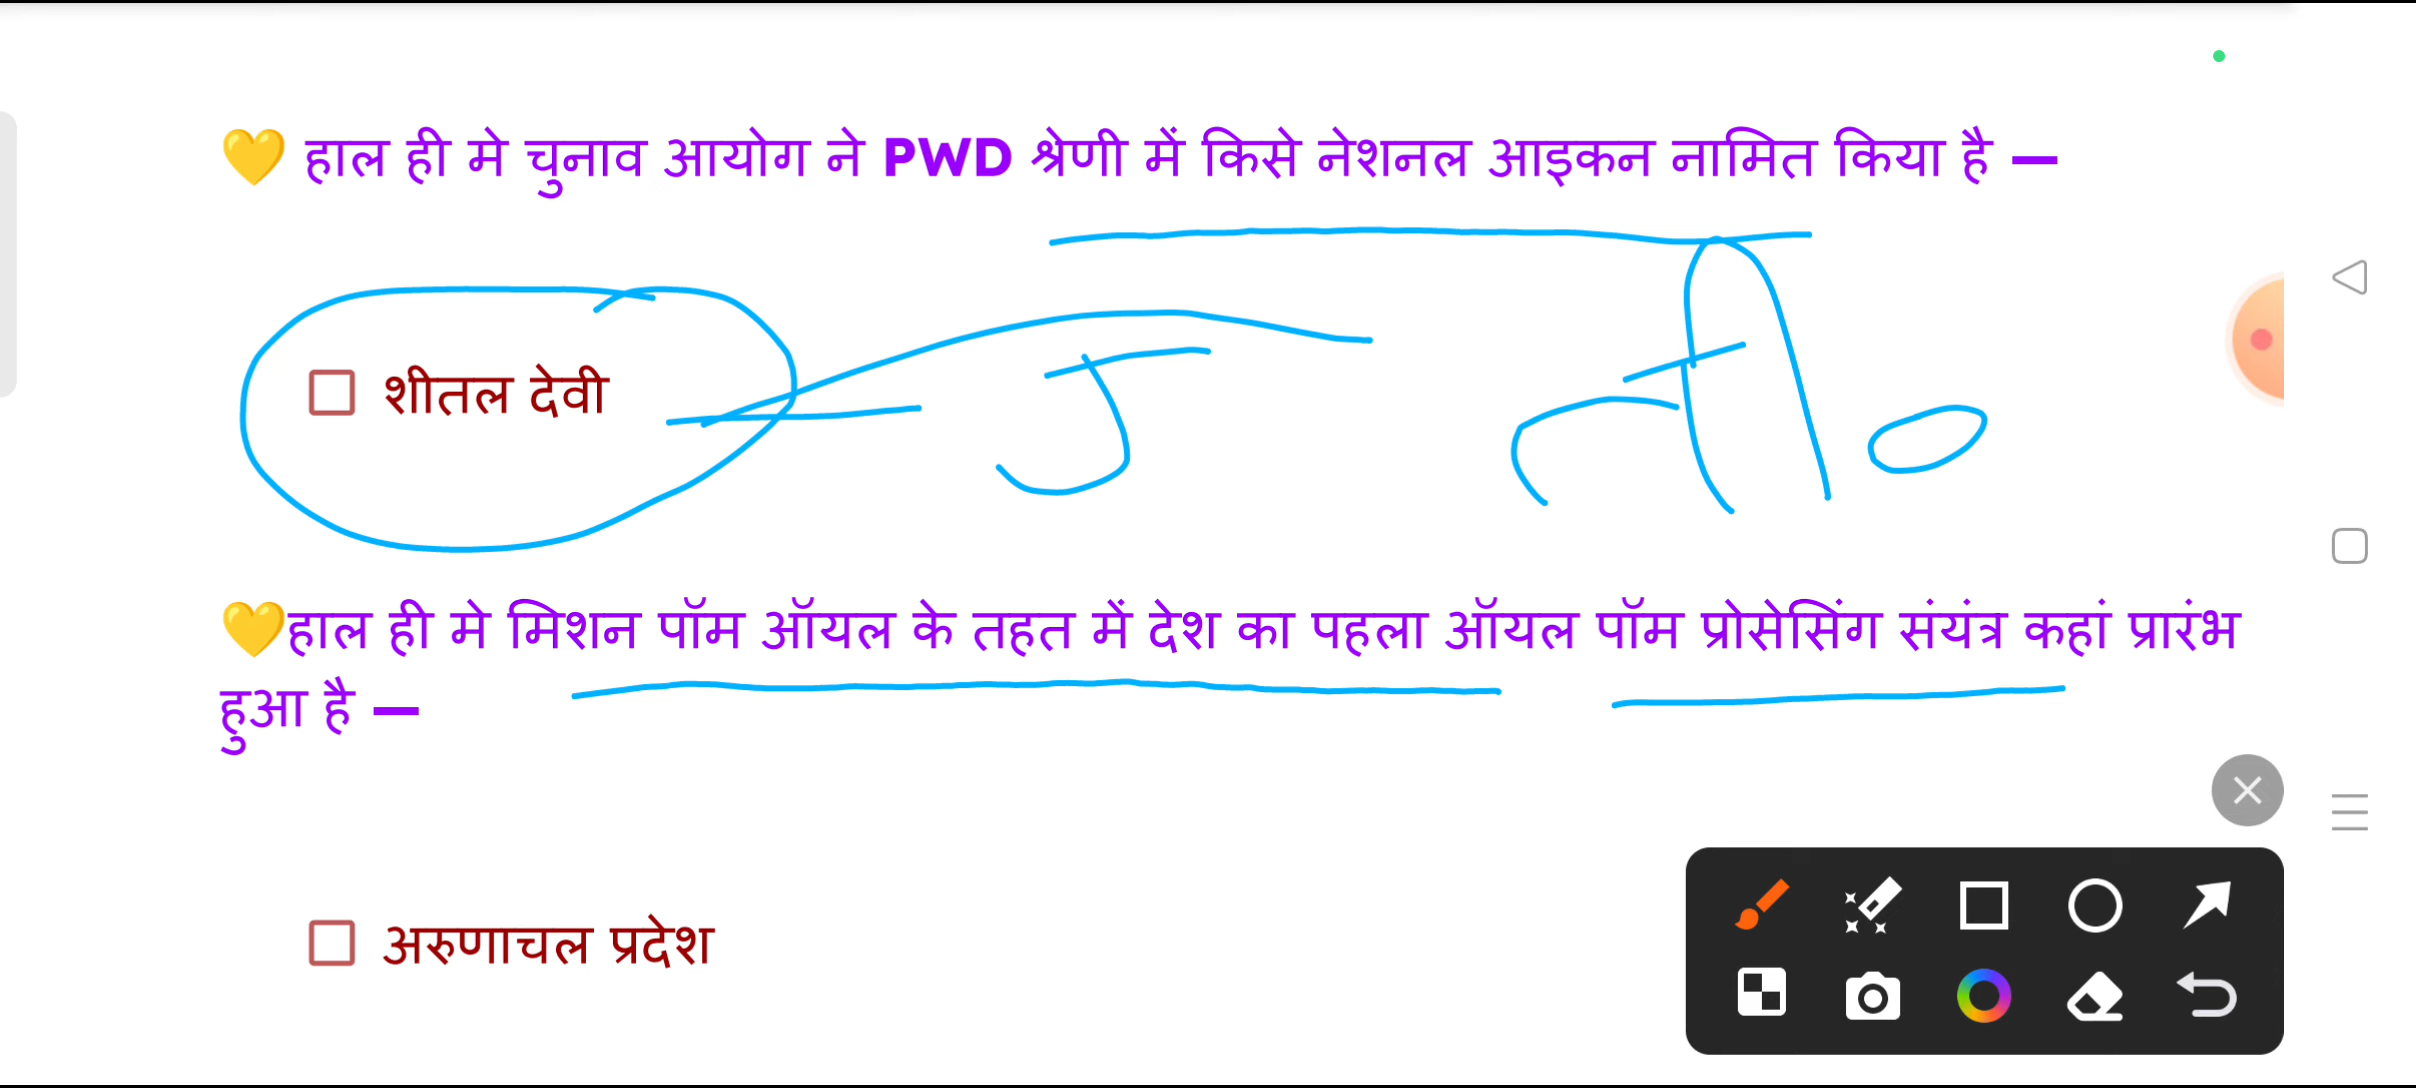 💛 हाल ही मे चुनाव आयोग ने PWD श्रेणी में किसे नेशनल आइकन नामित किया है —
☐ शीतल देवी
💛हाल ही मे मिशन पॉम ऑयल के तहत में देश का पहला ऑयल पॉम प्रोसेसिंग संयंत्र कहां प्रारंभ
हुआ है —
☐ अरुणाचल प्रदेश